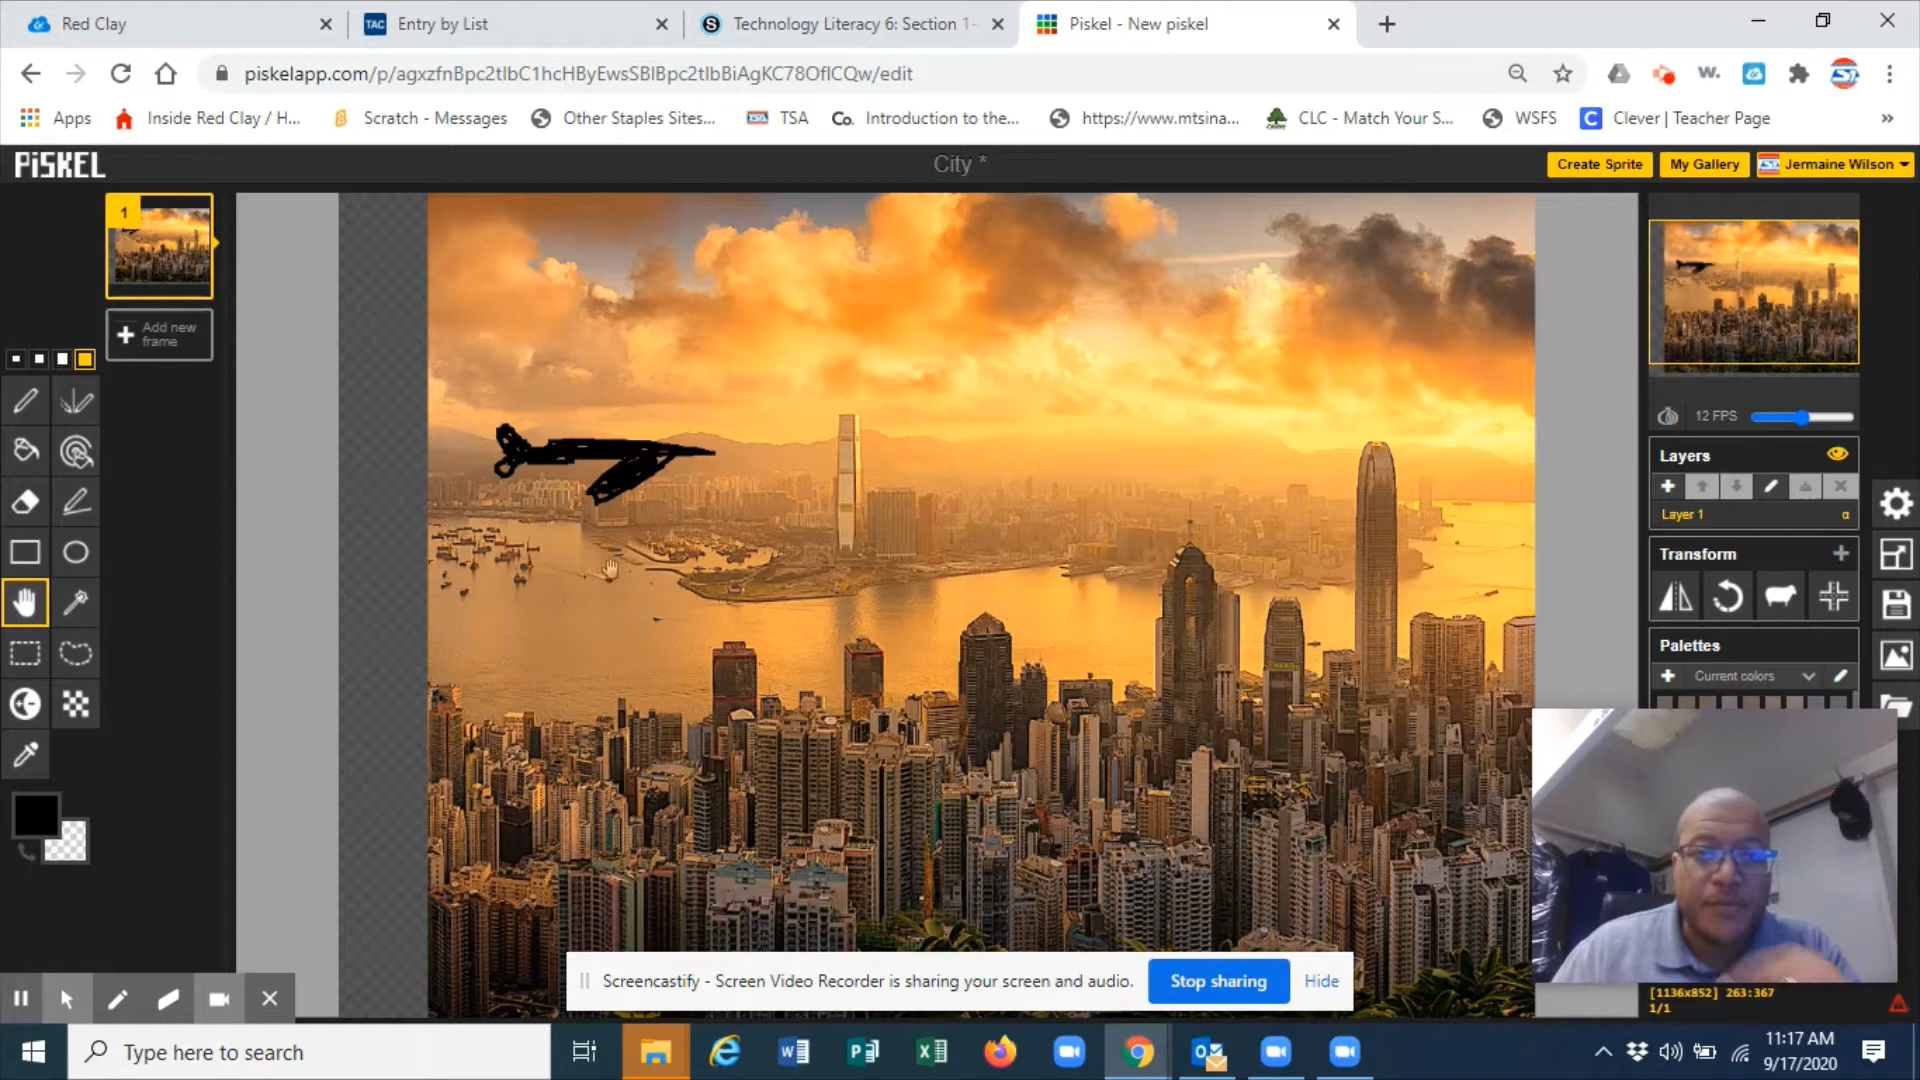 Red Clay
TAC Entry by List
S Technology Literacy 6: Section 1-
Piskel - New piskel
piskelapp.com/p/agxzfnBpc2tlbC1hcHByEwsSBlBpc2tlbBiAgKC78OflCQw/edit
w.
Apps
Inside Red Clay / H...
Scratch - Messages
Other Staples Sites...
TSA
Co. Introduction to the...
https://www.mtsina...
CLC - Match Your S...
WSFS
C Clever | Teacher Page
»
PiSKEL
City *
Create Sprite
My Gallery
Jermaine Wilson
1
Add new
frame
12 FPS
Layers
Layer 1
α
Transform
Palettes
Current colors
Screencastify - Screen Video Recorder is sharing your screen and audio.
Stop sharing
Hide
[1136x852] 263:367
1/1
Type here to search
11:17 AM
9/17/2020